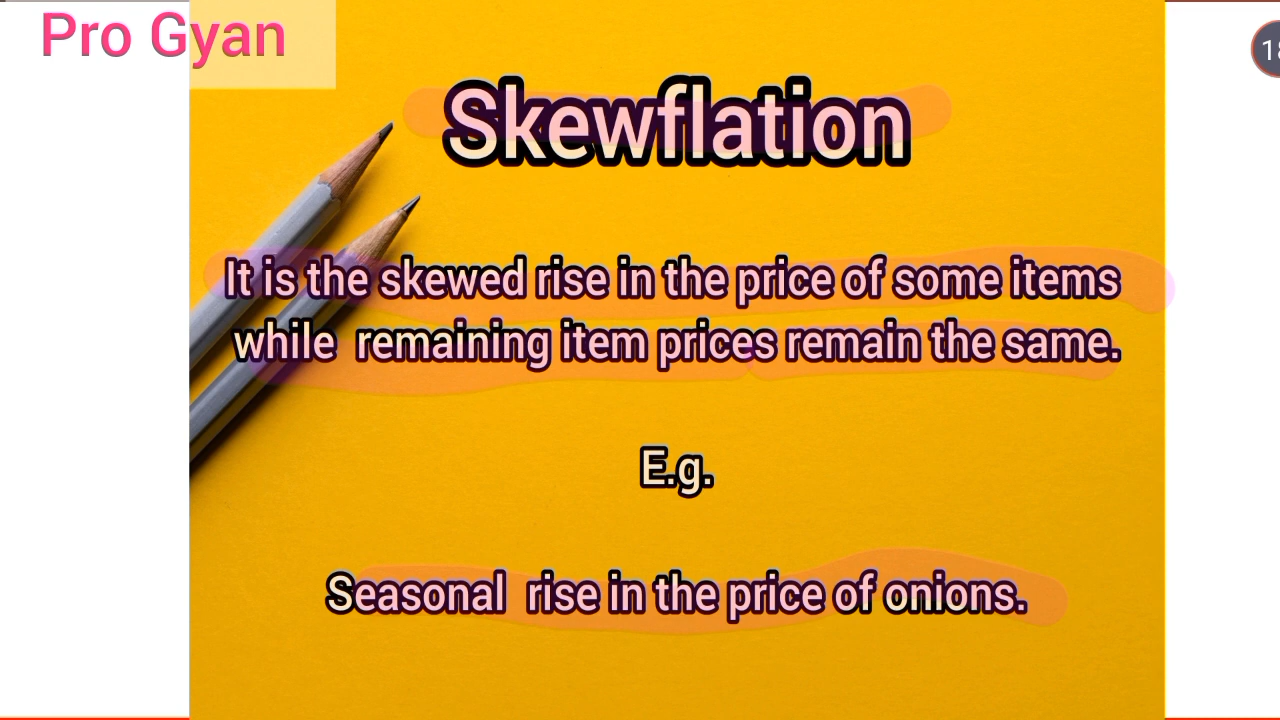 Pro Gyan
Skewflation
It is the skewed rise in the price of some items
while remaining item prices remain the same.
E.g.
Seasonal rise in the price of onions.